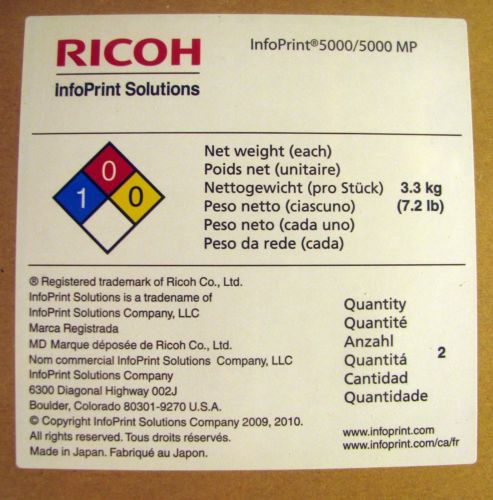 RICOH
InfoPrint Solutions
InfoPrint®5000/5000 MP
0
1 0
Net weight (each)
Poids net (unitaire)
Nettogewicht (pro Stück) 3.3 kg
Peso netto (ciascuno) (7.2 lb)
Peso neto (cada uno)
Peso da rede (cada)
® Registered trademark of Ricoh Co., Ltd.
InfoPrint Solutions is a tradename of
InfoPrint Solutions Company, LLC
Marca Registrada
MD Marque déposée de Ricoh Co., Ltd.
Nom commercial InfoPrint Solutions Company, LLC
InfoPrint Solutions Company
6300 Diagonal Highway 002J
Boulder, Colorado 80301-9270 U.S.A.
© Copyright InfoPrint Solutions Company 2009, 2010.
All rights reserved. Tous droits réservés.
Made in Japan. Fabriqué au Japon.
Quantity
Quantité
Anzahl
Quantitá 2
Cantidad
Quantidade
www.infoprint.com
www.infoprint.com/ca/fr